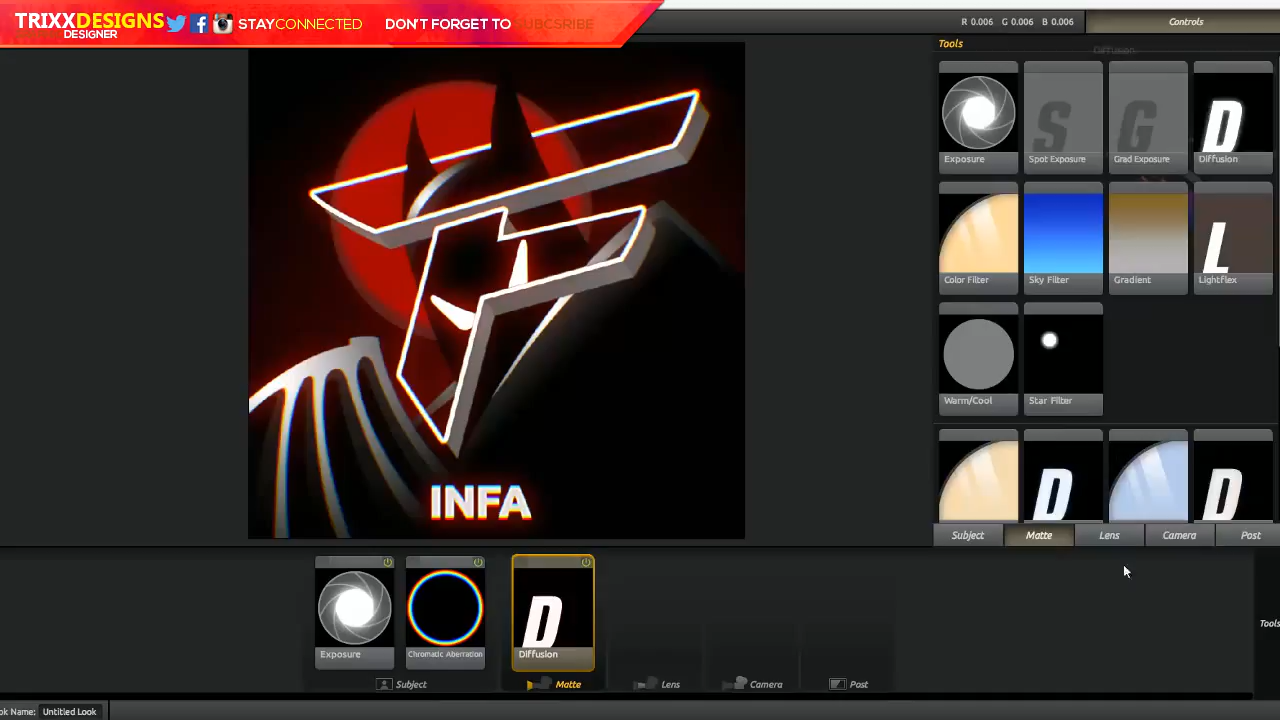 TRIXXDESIGNS
DESIGNER
STAYCONNECTED
DON'T FORGET TO SUBCSRIBE
R 0.006 G 0.006 B 0.006
Controls
Tools
Diffusion
Exposure
Spot Exposure
Grad Exposure
Diffusion
Color Filter
Sky Filter
Gradient
Lightflex
Warm/Cool
Star Filter
Subject
Matte
Lens
Camera
Post
INFA
Exposure
Chromatic Aberration
Diffusion
Tools
Subject
Matte
Lens
Camera
Post
ok Name: Untitled Look
S
G
D
L
D
D
D